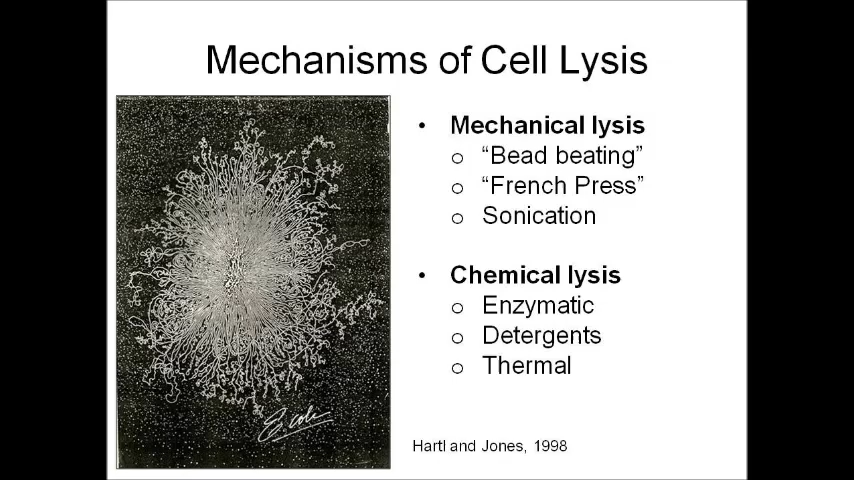 Mechanisms of Cell Lysis
• Mechanical lysis
o “Bead beating”
o “French Press”
o Sonication
• Chemical lysis
o Enzymatic
o Detergents
o Thermal
E. coli
Hartl and Jones, 1998